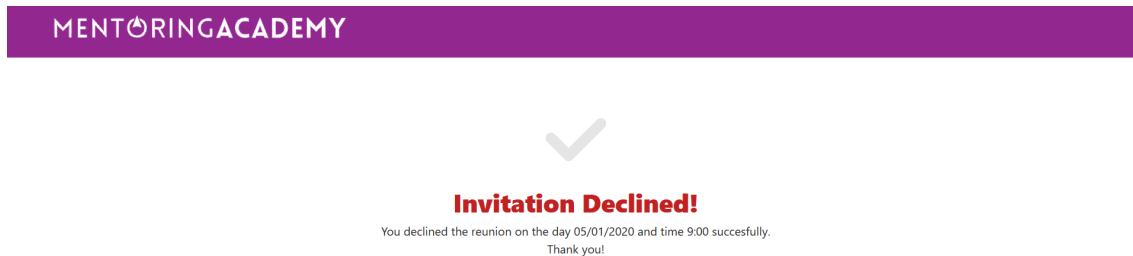 MENTORINGACADEMY
Invitation Declined!
You declined the reunion on the day 05/01/2020 and time 9:00 succesfully.
Thank you!